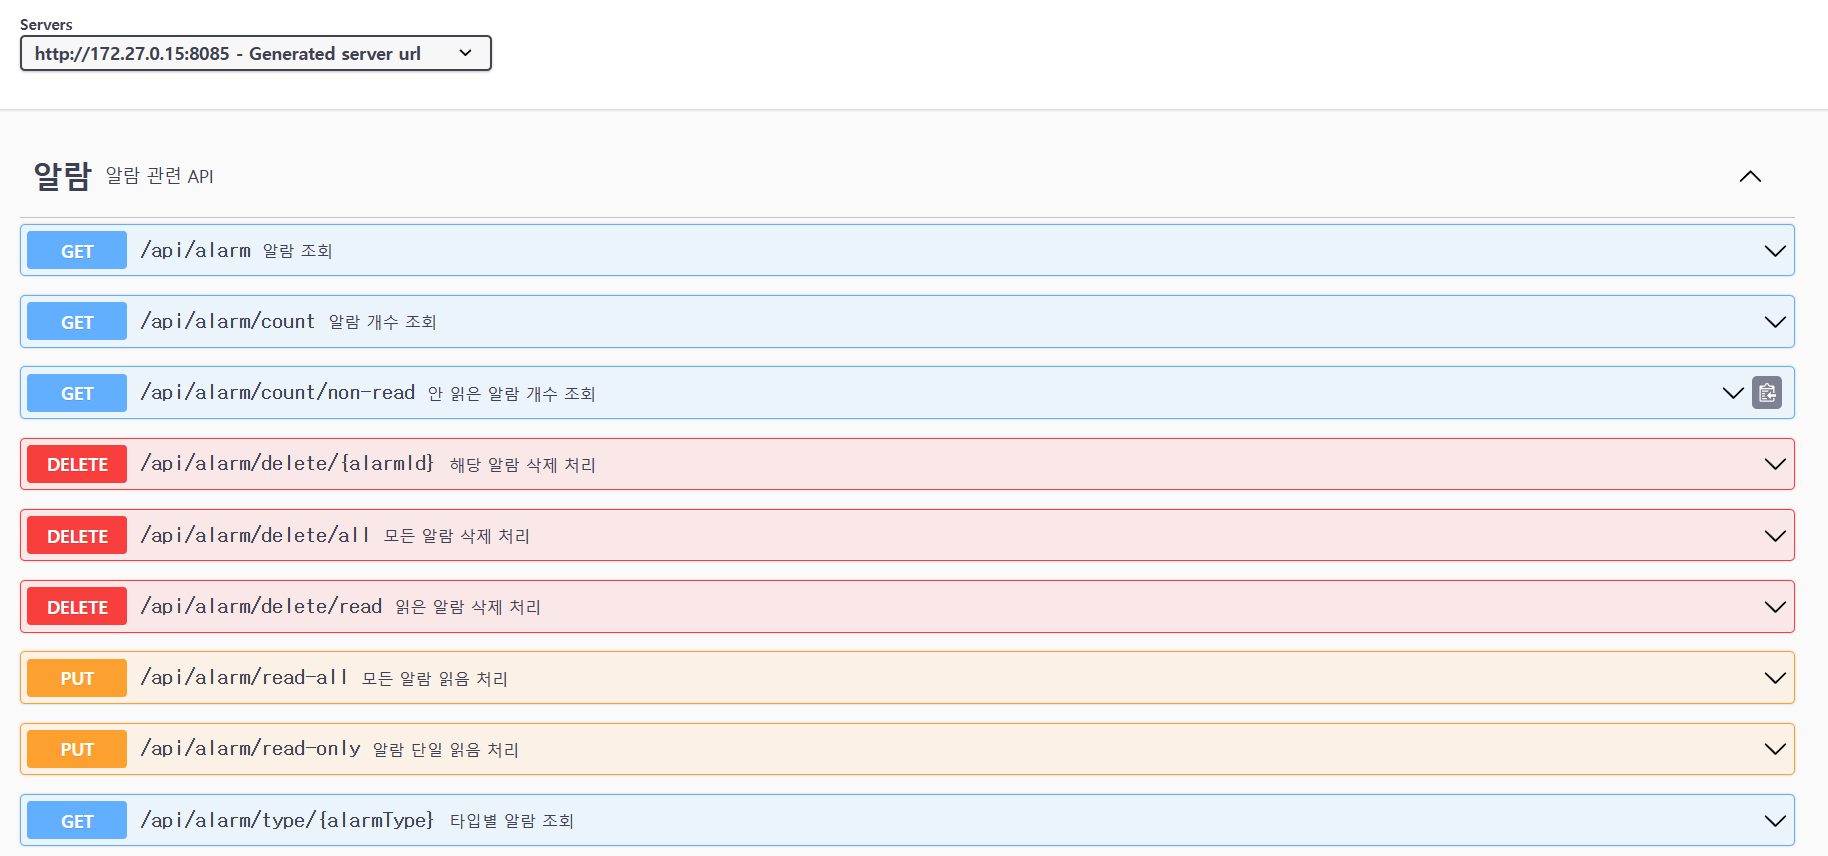 Servers
http://172.27.0.15:8085 - Generated server url
알람 알람 관련 API
GET /api/alarm 알람 조회
GET /api/alarm/count 알람 개수 조회
GET /api/alarm/count/non-read 안 읽은 알람 개수 조회
DELETE /api/alarm/delete/{alarmId} 해당 알람 삭제 처리
DELETE /api/alarm/delete/all 모든 알람 삭제 처리
DELETE /api/alarm/delete/read 읽은 알람 삭제 처리
PUT /api/alarm/read-all 모든 알람 읽음 처리
PUT /api/alarm/read-only 알람 단일 읽음 처리
GET /api/alarm/type/{alarmType} 타입별 알람 조회